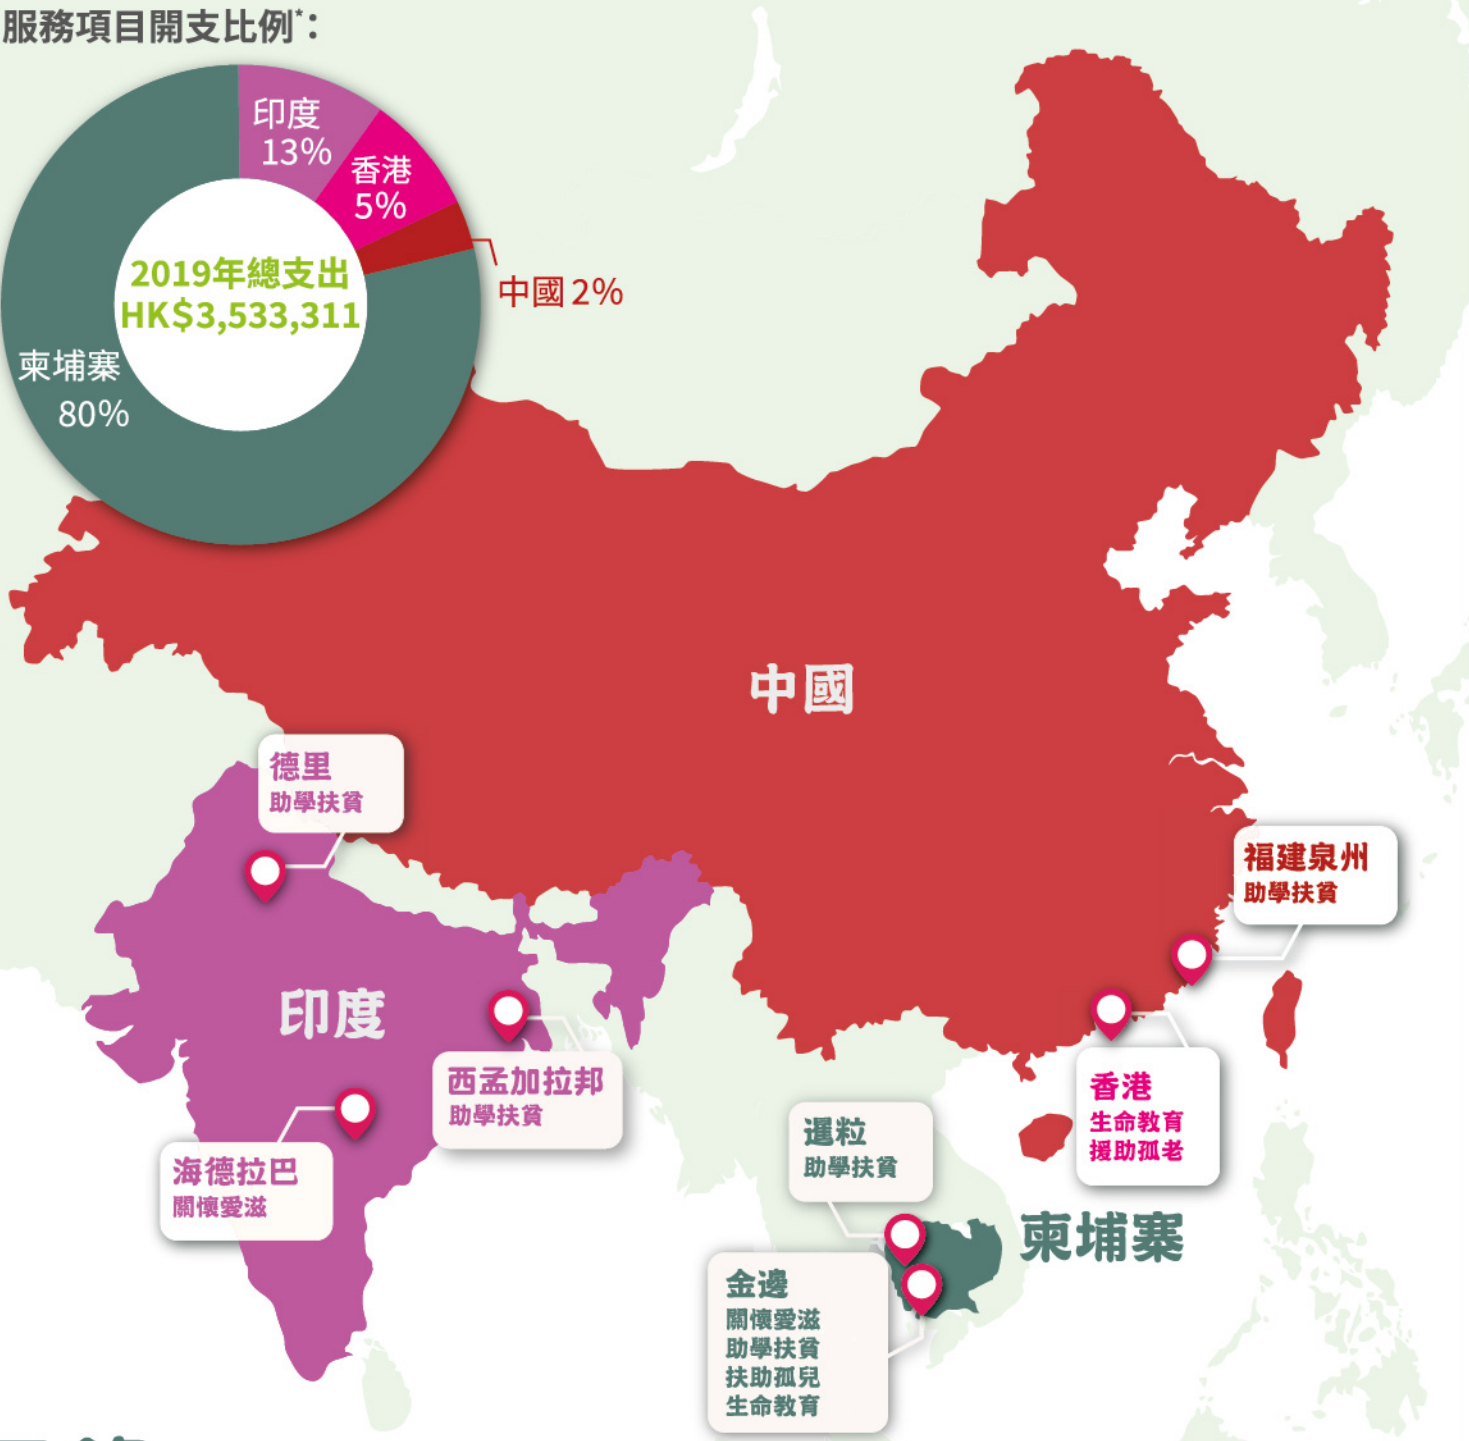 服務項目開支比例*：
印度
13%
香港
5%
中國 2%
2019年總支出
HK$3,533,311
柬埔寨
80%
中國
德里
助學扶貧
福建泉州
助學扶貧
印度
西孟加拉邦
助學扶貧
海德拉巴
關懷愛滋
香港
生命教育
援助孤老
暹粒
助學扶貧
柬埔寨
金邊
關懷愛滋
助學扶貧
扶助孤兒
生命教育